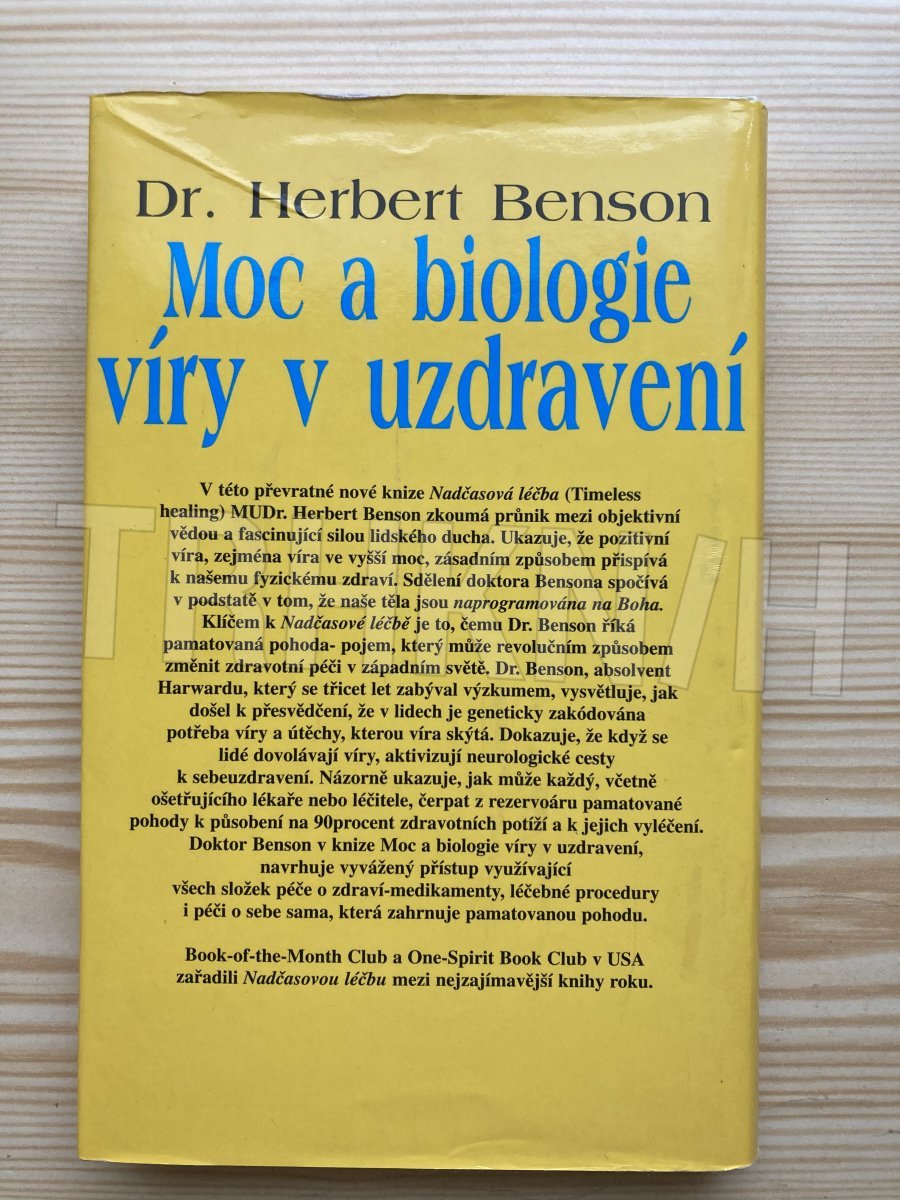 Dr. Herbert Benson
Moc a biologie
víry v uzdravení
V této převratné nové knize Nadčasová léčba (Timeless
healing) MUDr. Herbert Benson zkoumá průnik mezi objektivní
vědou a fascinující silou lidského ducha. Ukazuje, že pozitivní
víra, zejména víra ve vyšší moc, zásadním způsobem přispívá
k našemu fyzickému zdraví. Sdělení doktora Bensona spočívá
v podstatě v tom, že naše těla jsou naprogramována na Boha.
Klíčem k Nadčasové léčbě je to, čemu Dr. Benson říká
pamatovaná pohoda- pojem, který může revolučním způsobem
změnit zdravotní péči v západním světě. Dr. Benson, absolvent
Harwardu, který se třicet let zabýval výzkumem, vysvětluje, jak
došel k přesvědčení, že v lidech je geneticky zakódována
potřeba víry a útěchy, kterou víra skýtá. Dokazuje, že když se
lidé dovolávají víry, aktivizují neurologické cesty
k sebeuzdravení. Názorně ukazuje, jak může každý, včetně
ošetřujícího lékaře nebo léčitele, čerpat z rezervoáru pamatované
pohody k působení na 90procent zdravotních potíží a k jejich vyléčení.
Doktor Benson v knize Moc a biologie víry v uzdravení,
navrhuje vyvážený přístup využívající
všech složek péče o zdraví-medikamenty, léčebné procedury
i péči o sebe sama, která zahrnuje pamatovanou pohodu.
Book-of-the-Month Club a One-Spirit Book Club v USA
zařadili Nadčasovou léčbu mezi nejzajímavější knihy roku.